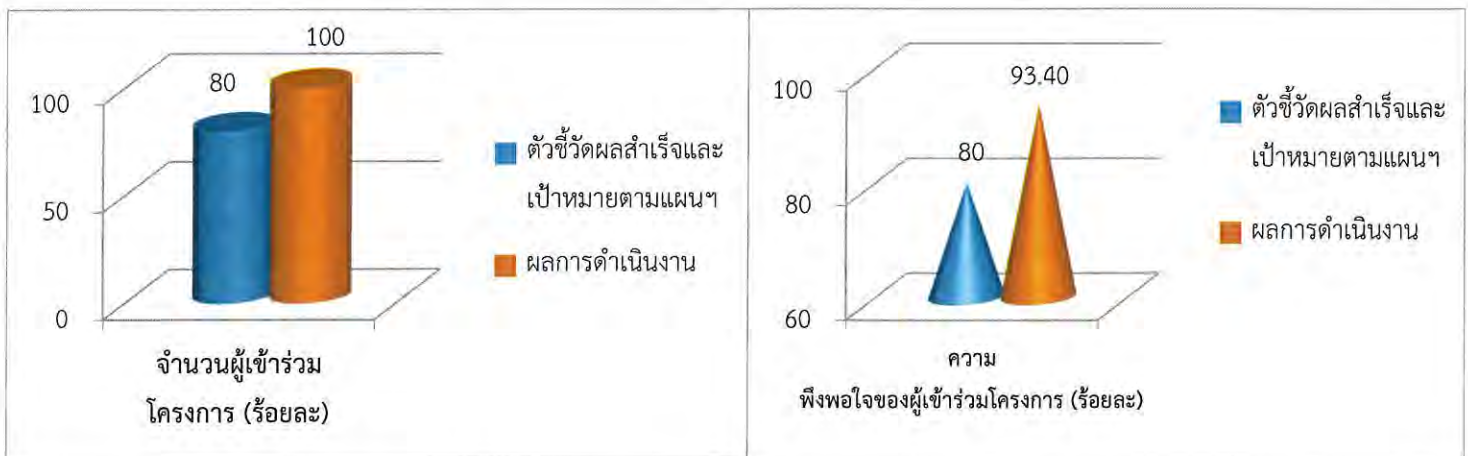 100
80
100
50
0
ตัวชี้วัดผลสำเร็จและ
เป้าหมายตามแผนฯ
ผลการดำเนินงาน
จำนวนผู้เข้าร่วม
โครงการ (ร้อยละ)
93.40
80
100
80
60
ตัวชี้วัดผลสำเร็จและ
เป้าหมายตามแผนฯ
ผลการดำเนินงาน
ความ
พึงพอใจของผู้เข้าร่วมโครงการ (ร้อยละ)